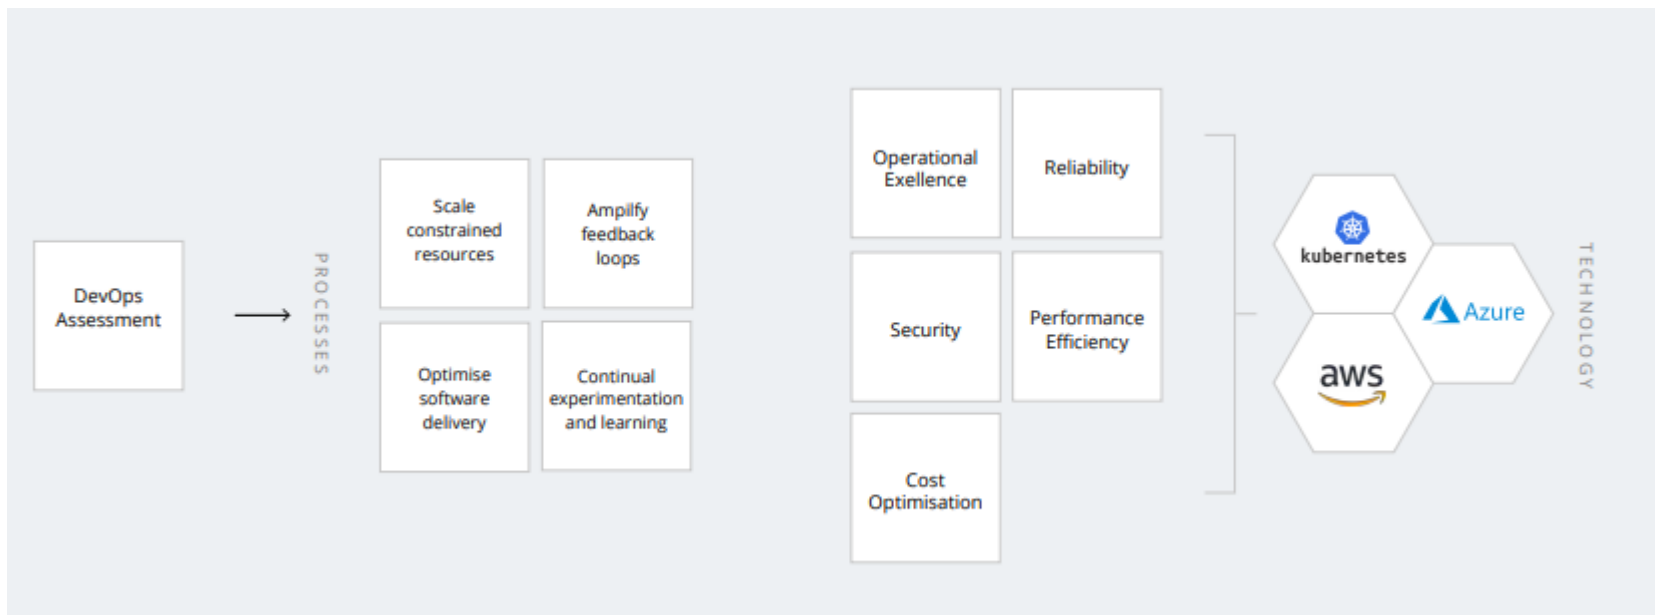 DevOps
Assessment
PROCESSES
Scale
constrained
resources
Ampilfy
feedback
loops
Optimise
software
delivery
Continual
experimentation
and learning
Operational
Exellence
Reliability
Security
Performance
Efficiency
Cost
Optimisation
kubernetes
Azure
aws
TECHNOLOGY